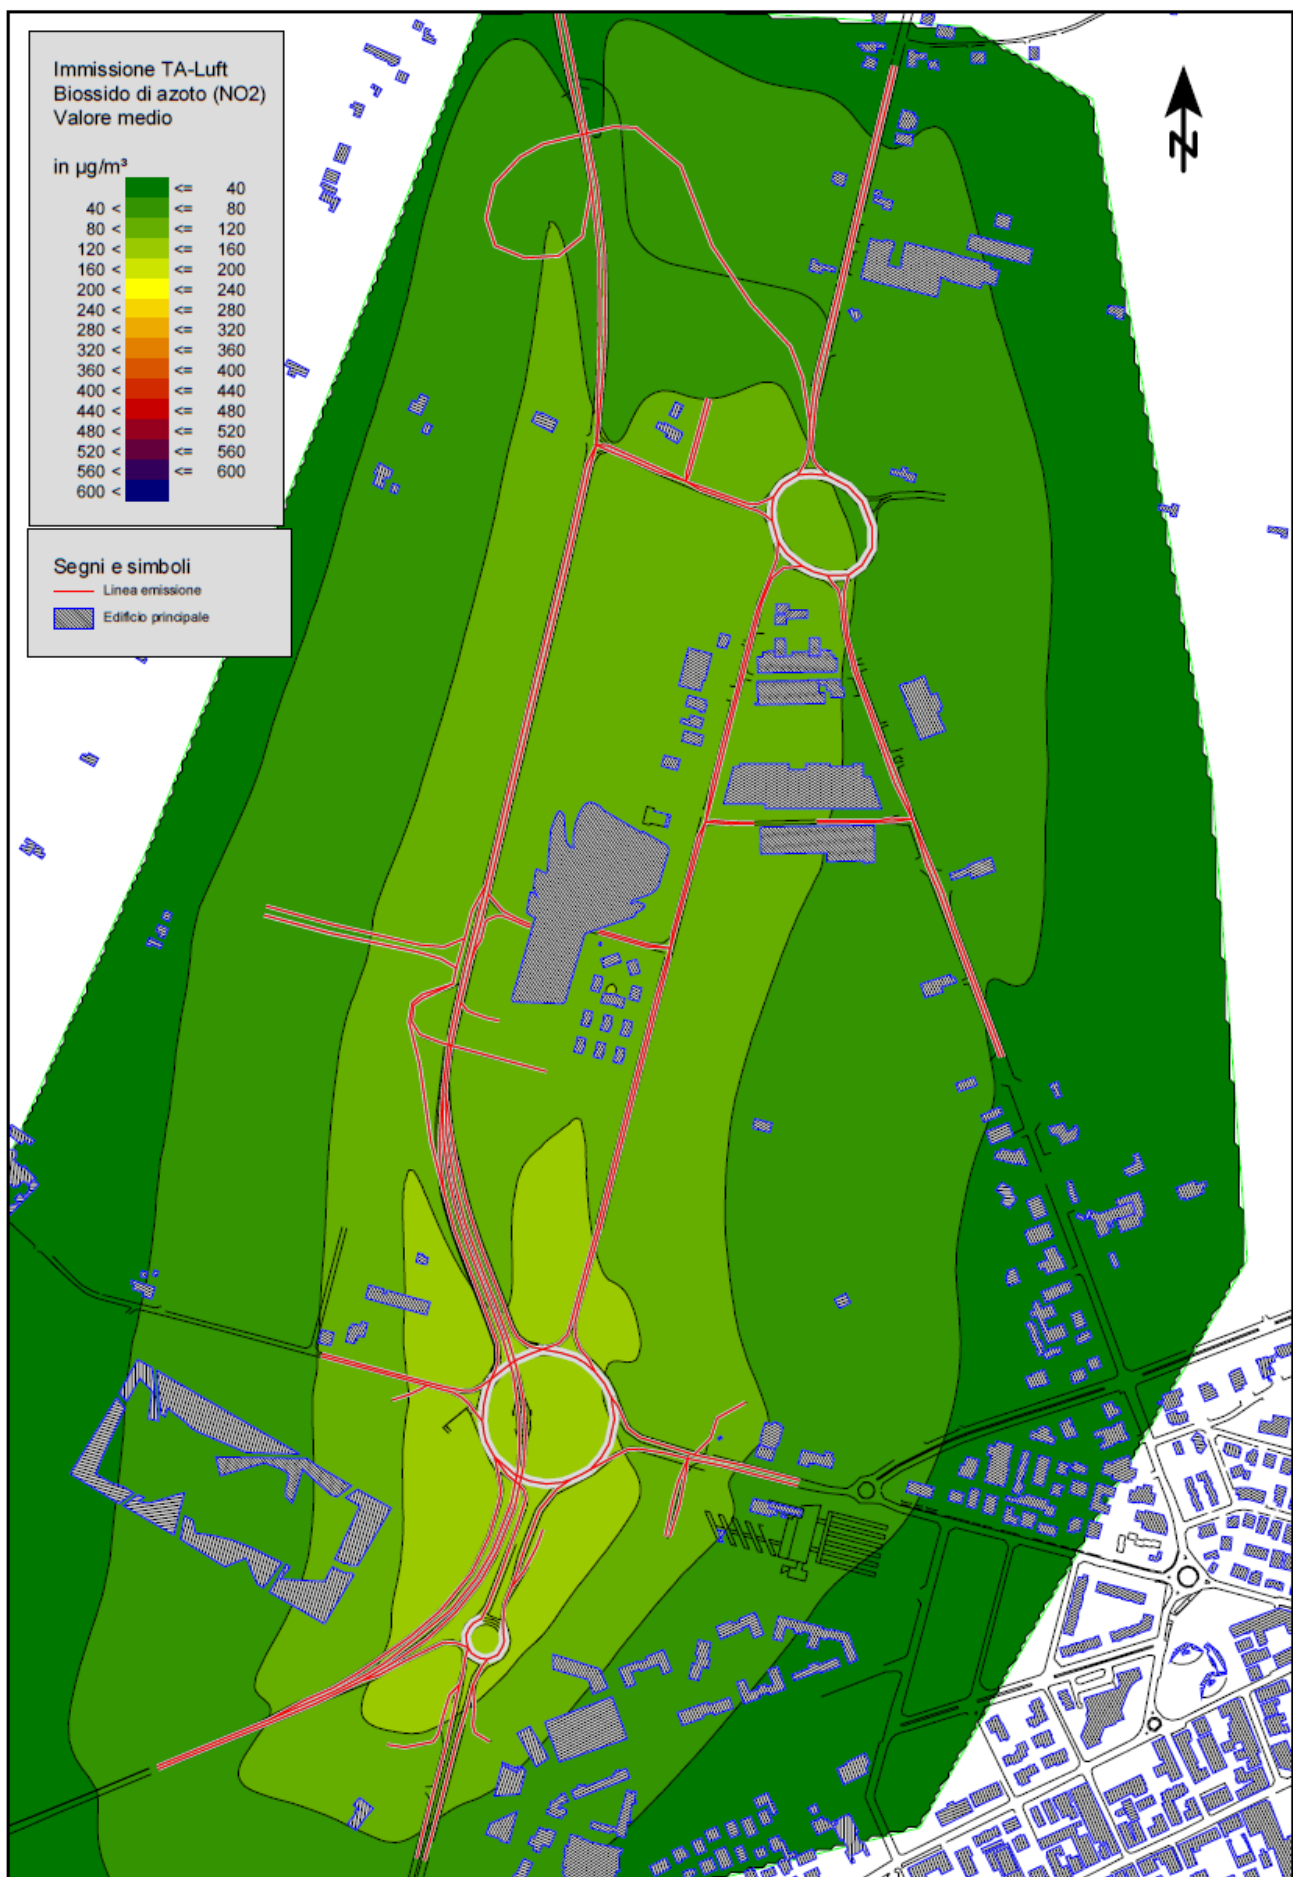 Immissione TA-Luft
Biossido di azoto (NO2)
Valore medio
in µg/m³
<= 40
40 < <= 80
80 < <= 120
120 < <= 160
160 < <= 200
200 < <= 240
240 < <= 280
280 < <= 320
320 < <= 360
360 < <= 400
400 < <= 440
440 < <= 480
480 < <= 520
520 < <= 560
560 < <= 600
600 <
Segni e simboli
Linea emissione
Edificio principale
N